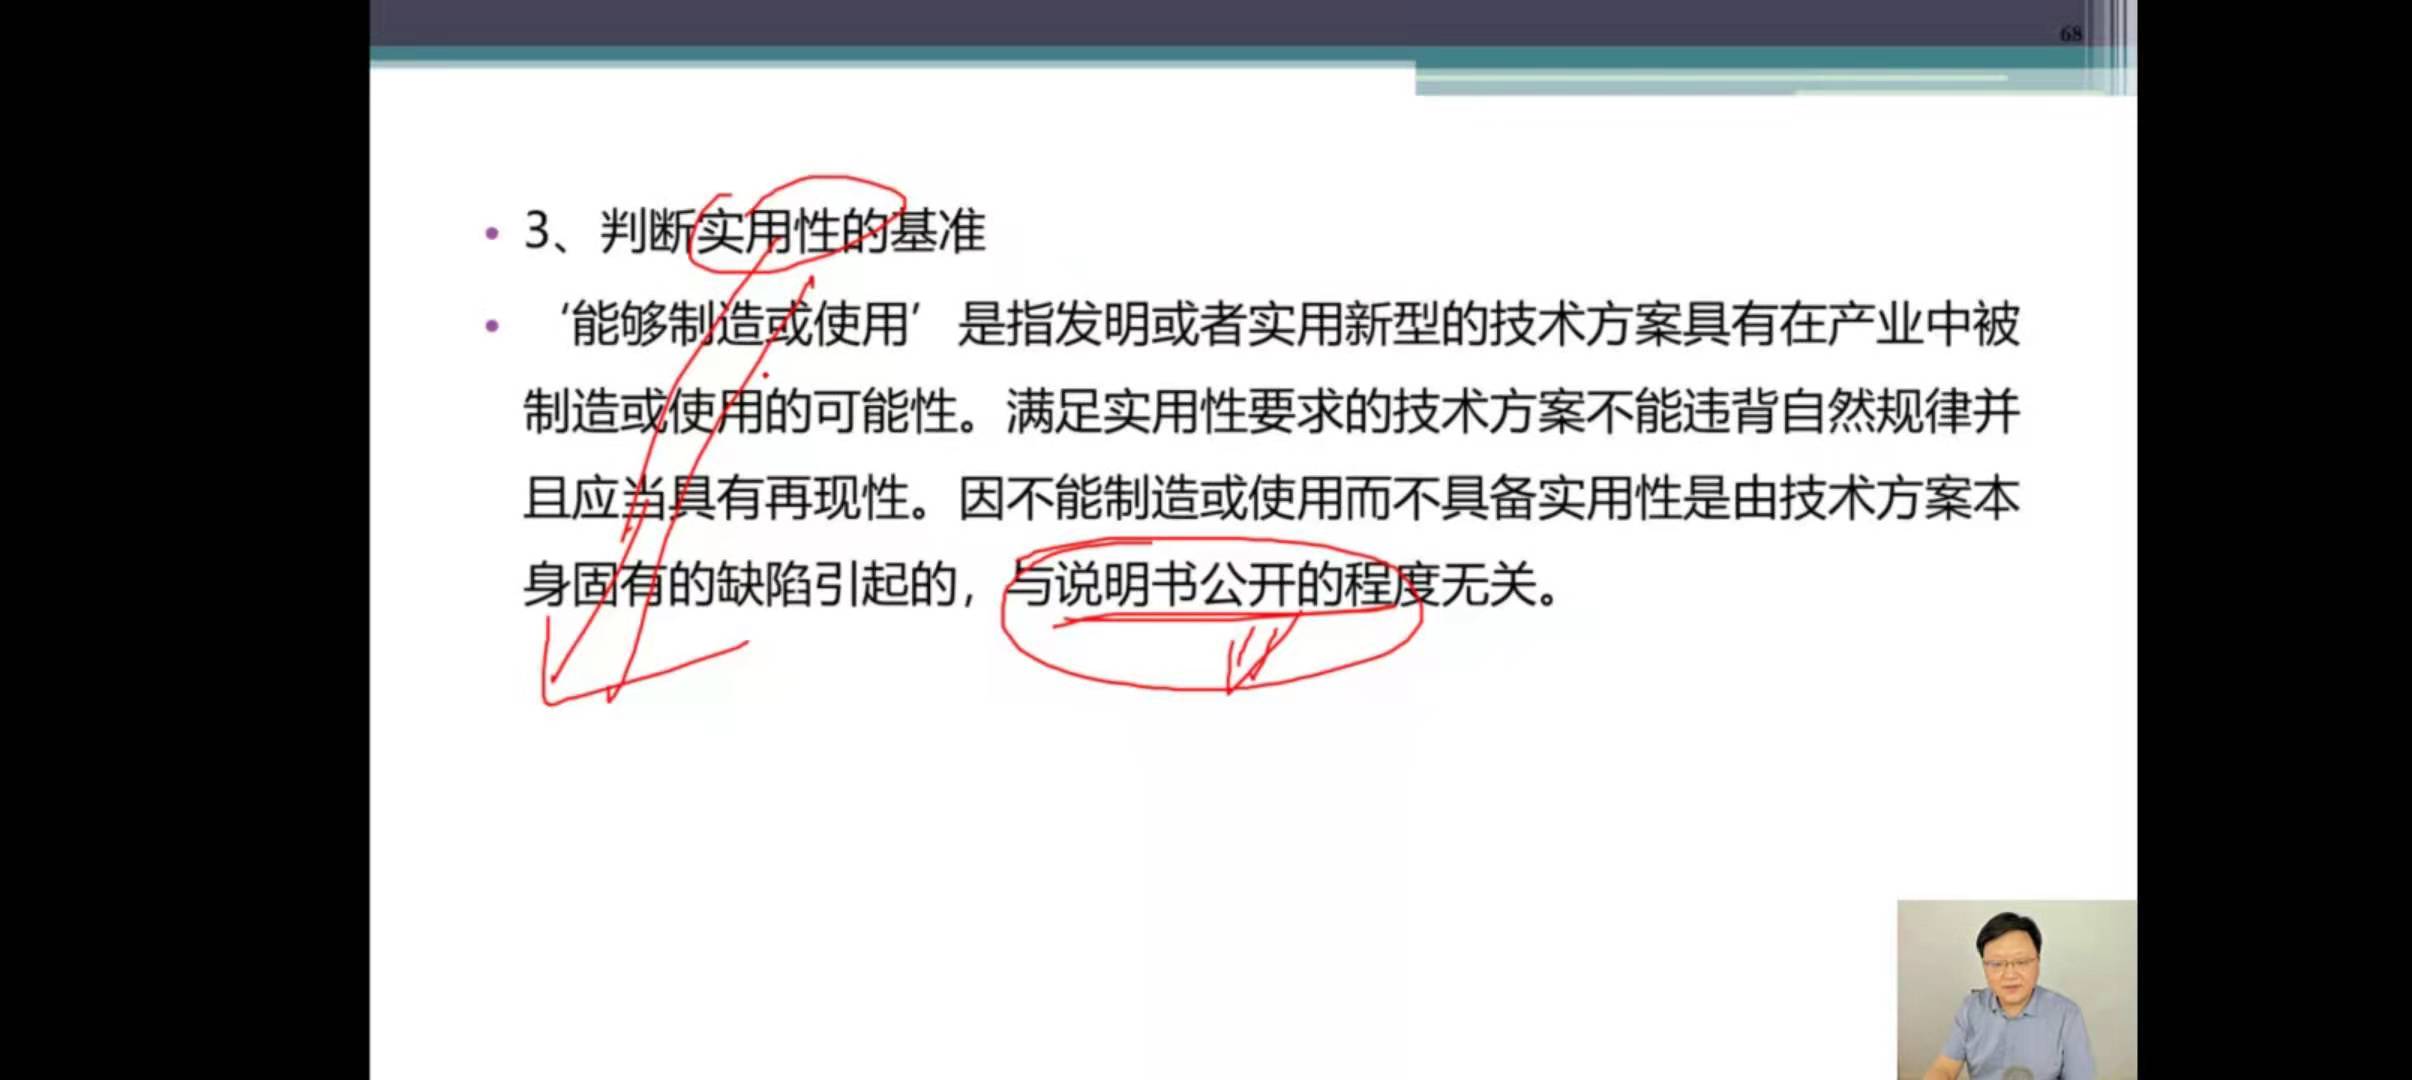 68
• 3、判断实用性的基准
• ‘能够制造或使用’是指发明或者实用新型的技术方案具有在产业中被
制造或使用的可能性。满足实用性要求的技术方案不能违背自然规律并
且应当具有再现性。因不能制造或使用而不具备实用性是由技术方案本
身固有的缺陷引起的，与说明书公开的程度无关。